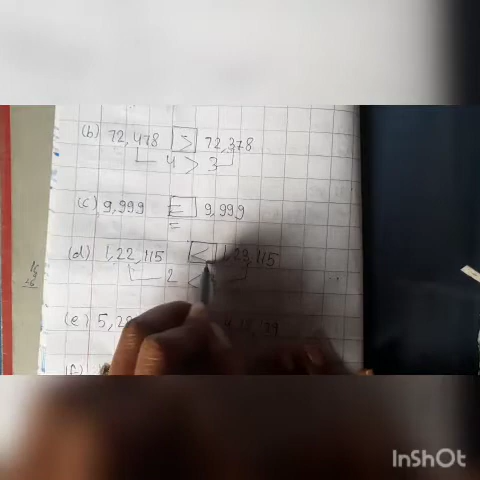 (b) 72,478 > 72,378
4 > 3
(c) 9,999 = 9,999
=
(d) 1,22,115 < 1,23,115
2 <
(e) 5,28
InShOt